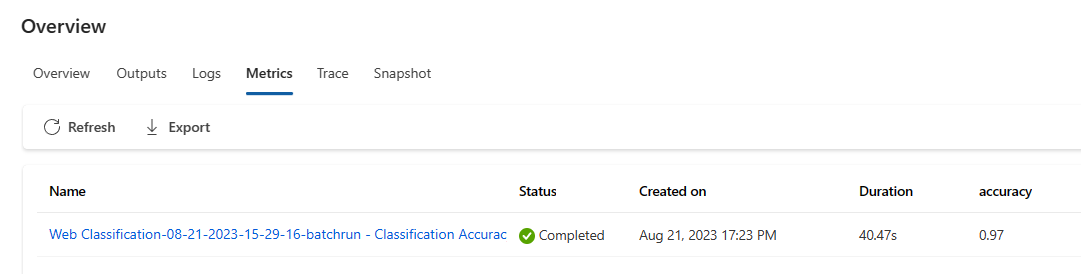 Overview
Overview Outputs Logs Metrics Trace Snapshot
Refresh Export
Name Status Created on Duration accuracy
Web Classification-08-21-2023-15-29-16-batchrun - Classification Accurac Completed Aug 21, 2023 17:23 PM 40.47s 0.97